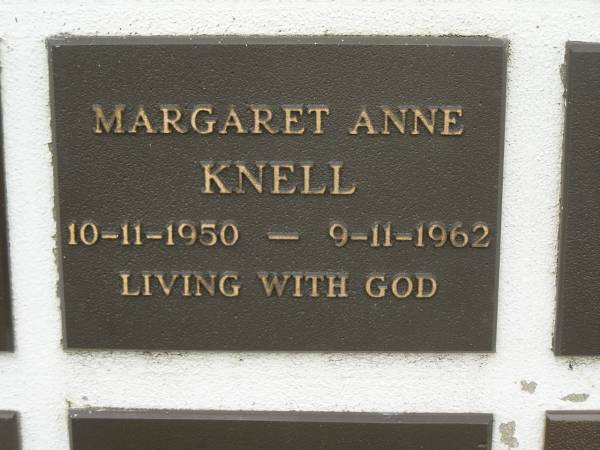 MARGARET ANNE
KNELL
10-11-1950 — 9-11-1962
LIVING WITH GOD